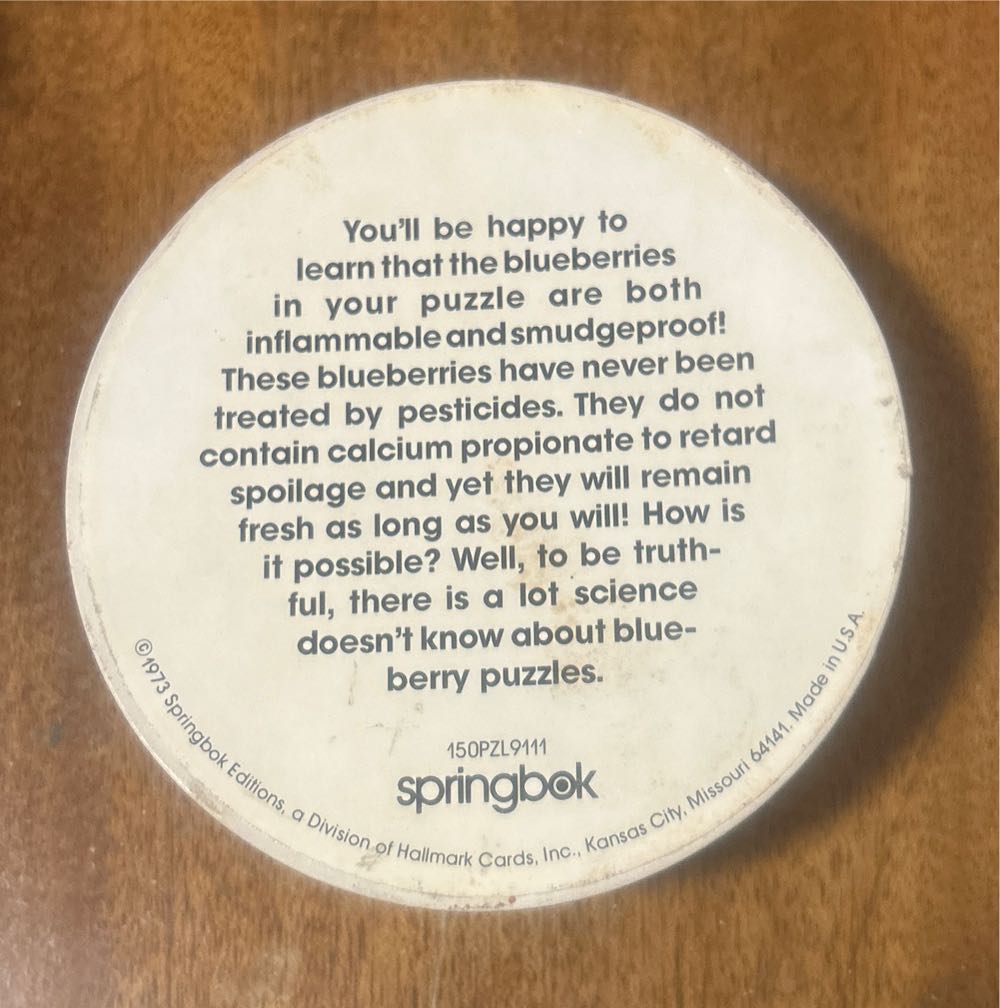 You'll be happy to
learn that the blueberries
in your puzzle are both
inflammable and smudgeproof!
These blueberries have never been
treated by pesticides. They do not
contain calcium propionate to retard
spoilage and yet they will remain
fresh as long as you will! How is
it possible? Well, to be truth-
ful, there is a lot science
doesn't know about blue-
berry puzzles.
150PZL9111
springbok
©1973 Springbok Editions, a Division of Hallmark Cards, Inc., Kansas City, Missouri 64141. Made in U.S.A.